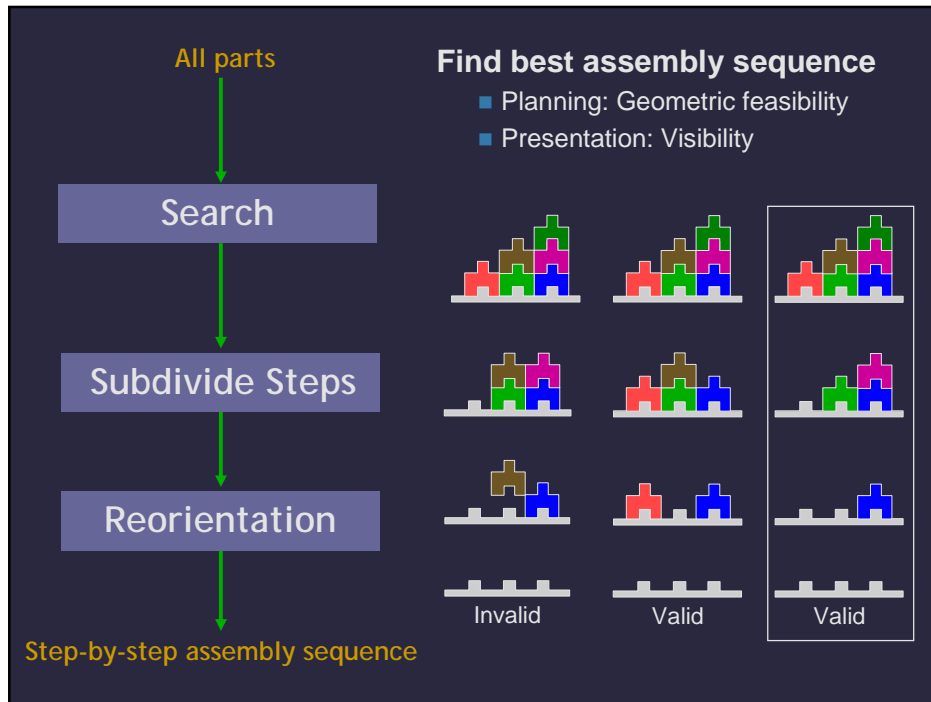 All parts
Search
Subdivide Steps
Reorientation
Step-by-step assembly sequence
Find best assembly sequence
Planning: Geometric feasibility
Presentation: Visibility
Invalid
Valid
Valid